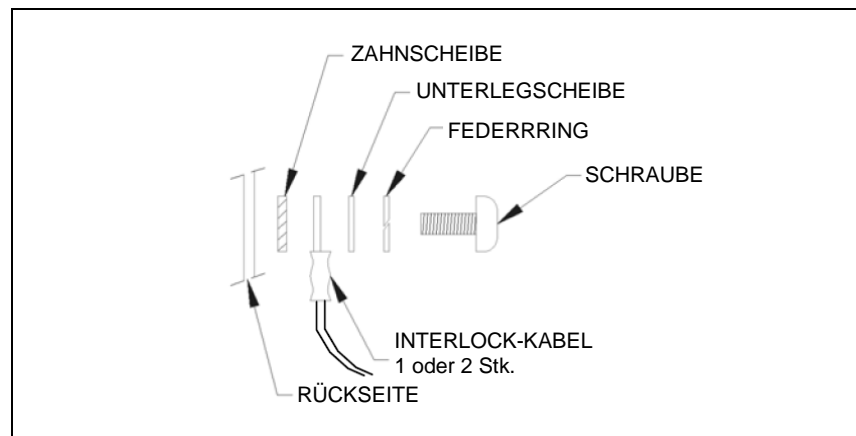 ZAHNSCHEIBE
UNTERLEGSCHEIBE
FEDERRRING
SCHRAUBE
INTERLOCK-KABEL
1 oder 2 Stk.
RÜCKSEITE